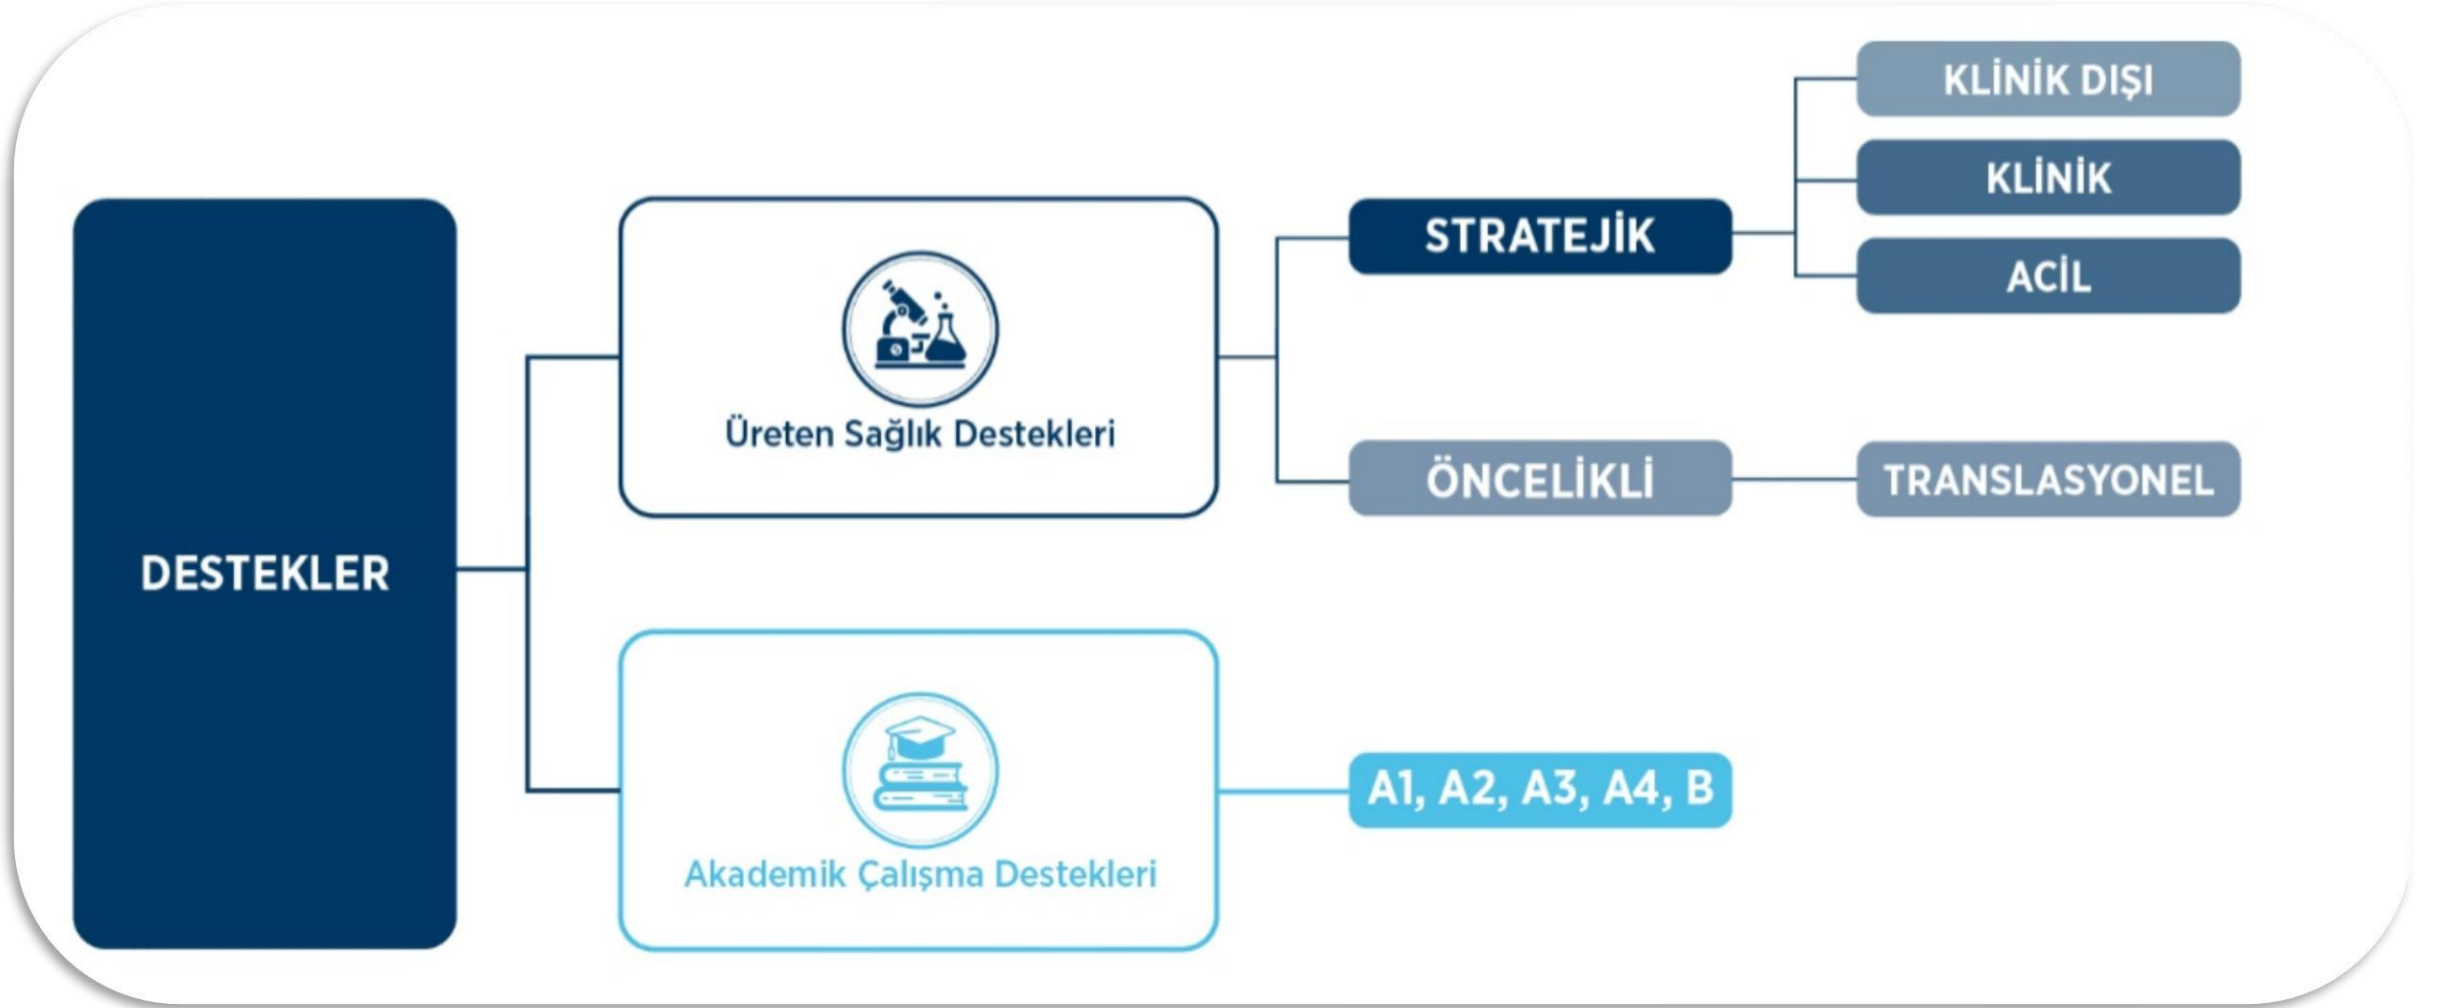 DESTEKLER
Üreten Sağlık Destekleri
STRATEJİK
KLİNİK DIŞI
KLİNİK
ACİL
ÖNCELİKLİ
TRANSLASYONEL
Akademik Çalışma Destekleri
A1, A2, A3, A4, B